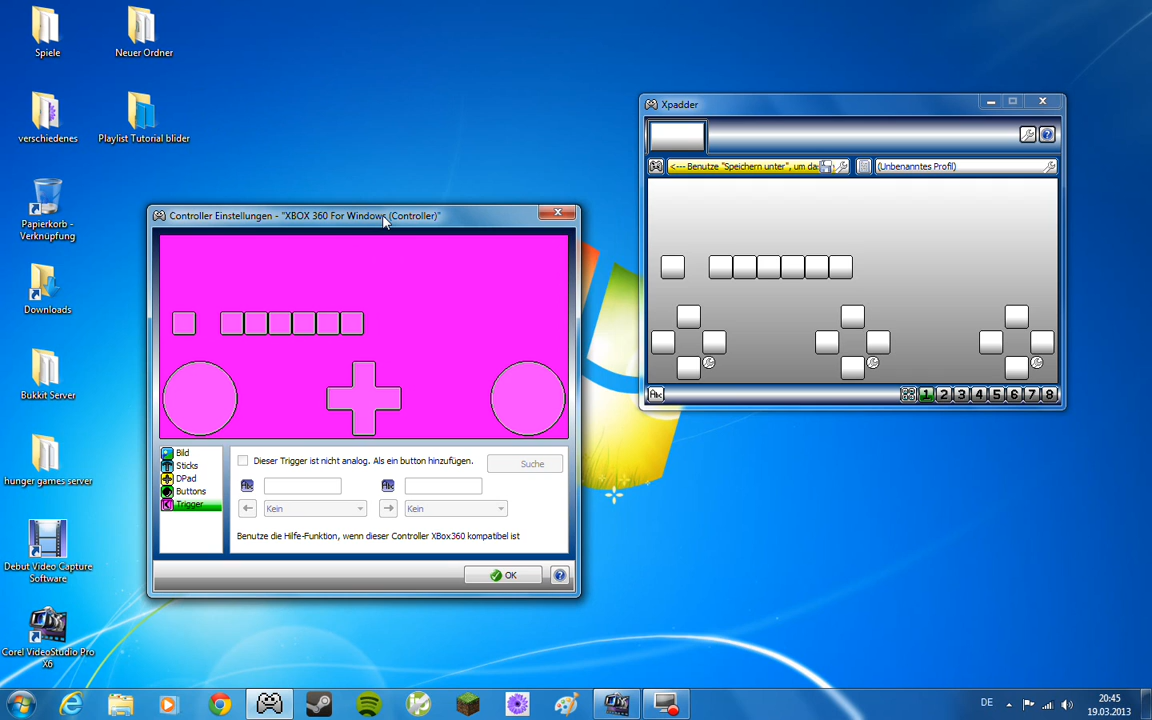 Spiele
Neuer Ordner
verschiedenes
Playlist Tutorial blider
Papierkorb -
Verknüpfung
Downloads
Bukkit Server
hunger games server
Debut Video Capture
Software
Corel VideoStudio Pro
X6
Xpadder
<--- Benutze "Speichern unter", um da
(Unbenanntes Profil)
Abc
1 2 3 4 5 6 7 8
Controller Einstellungen - "XBOX 360 For Windows (Controller)"
Bild
Sticks
DPad
Buttons
Trigger
Dieser Trigger ist nicht analog. Als ein button hinzufügen.
Suche
Abc
Abc
Kein
Kein
Benutze die Hilfe-Funktion, wenn dieser Controller XBox360 kompatibel ist
OK
DE
20:45
19.03.2013